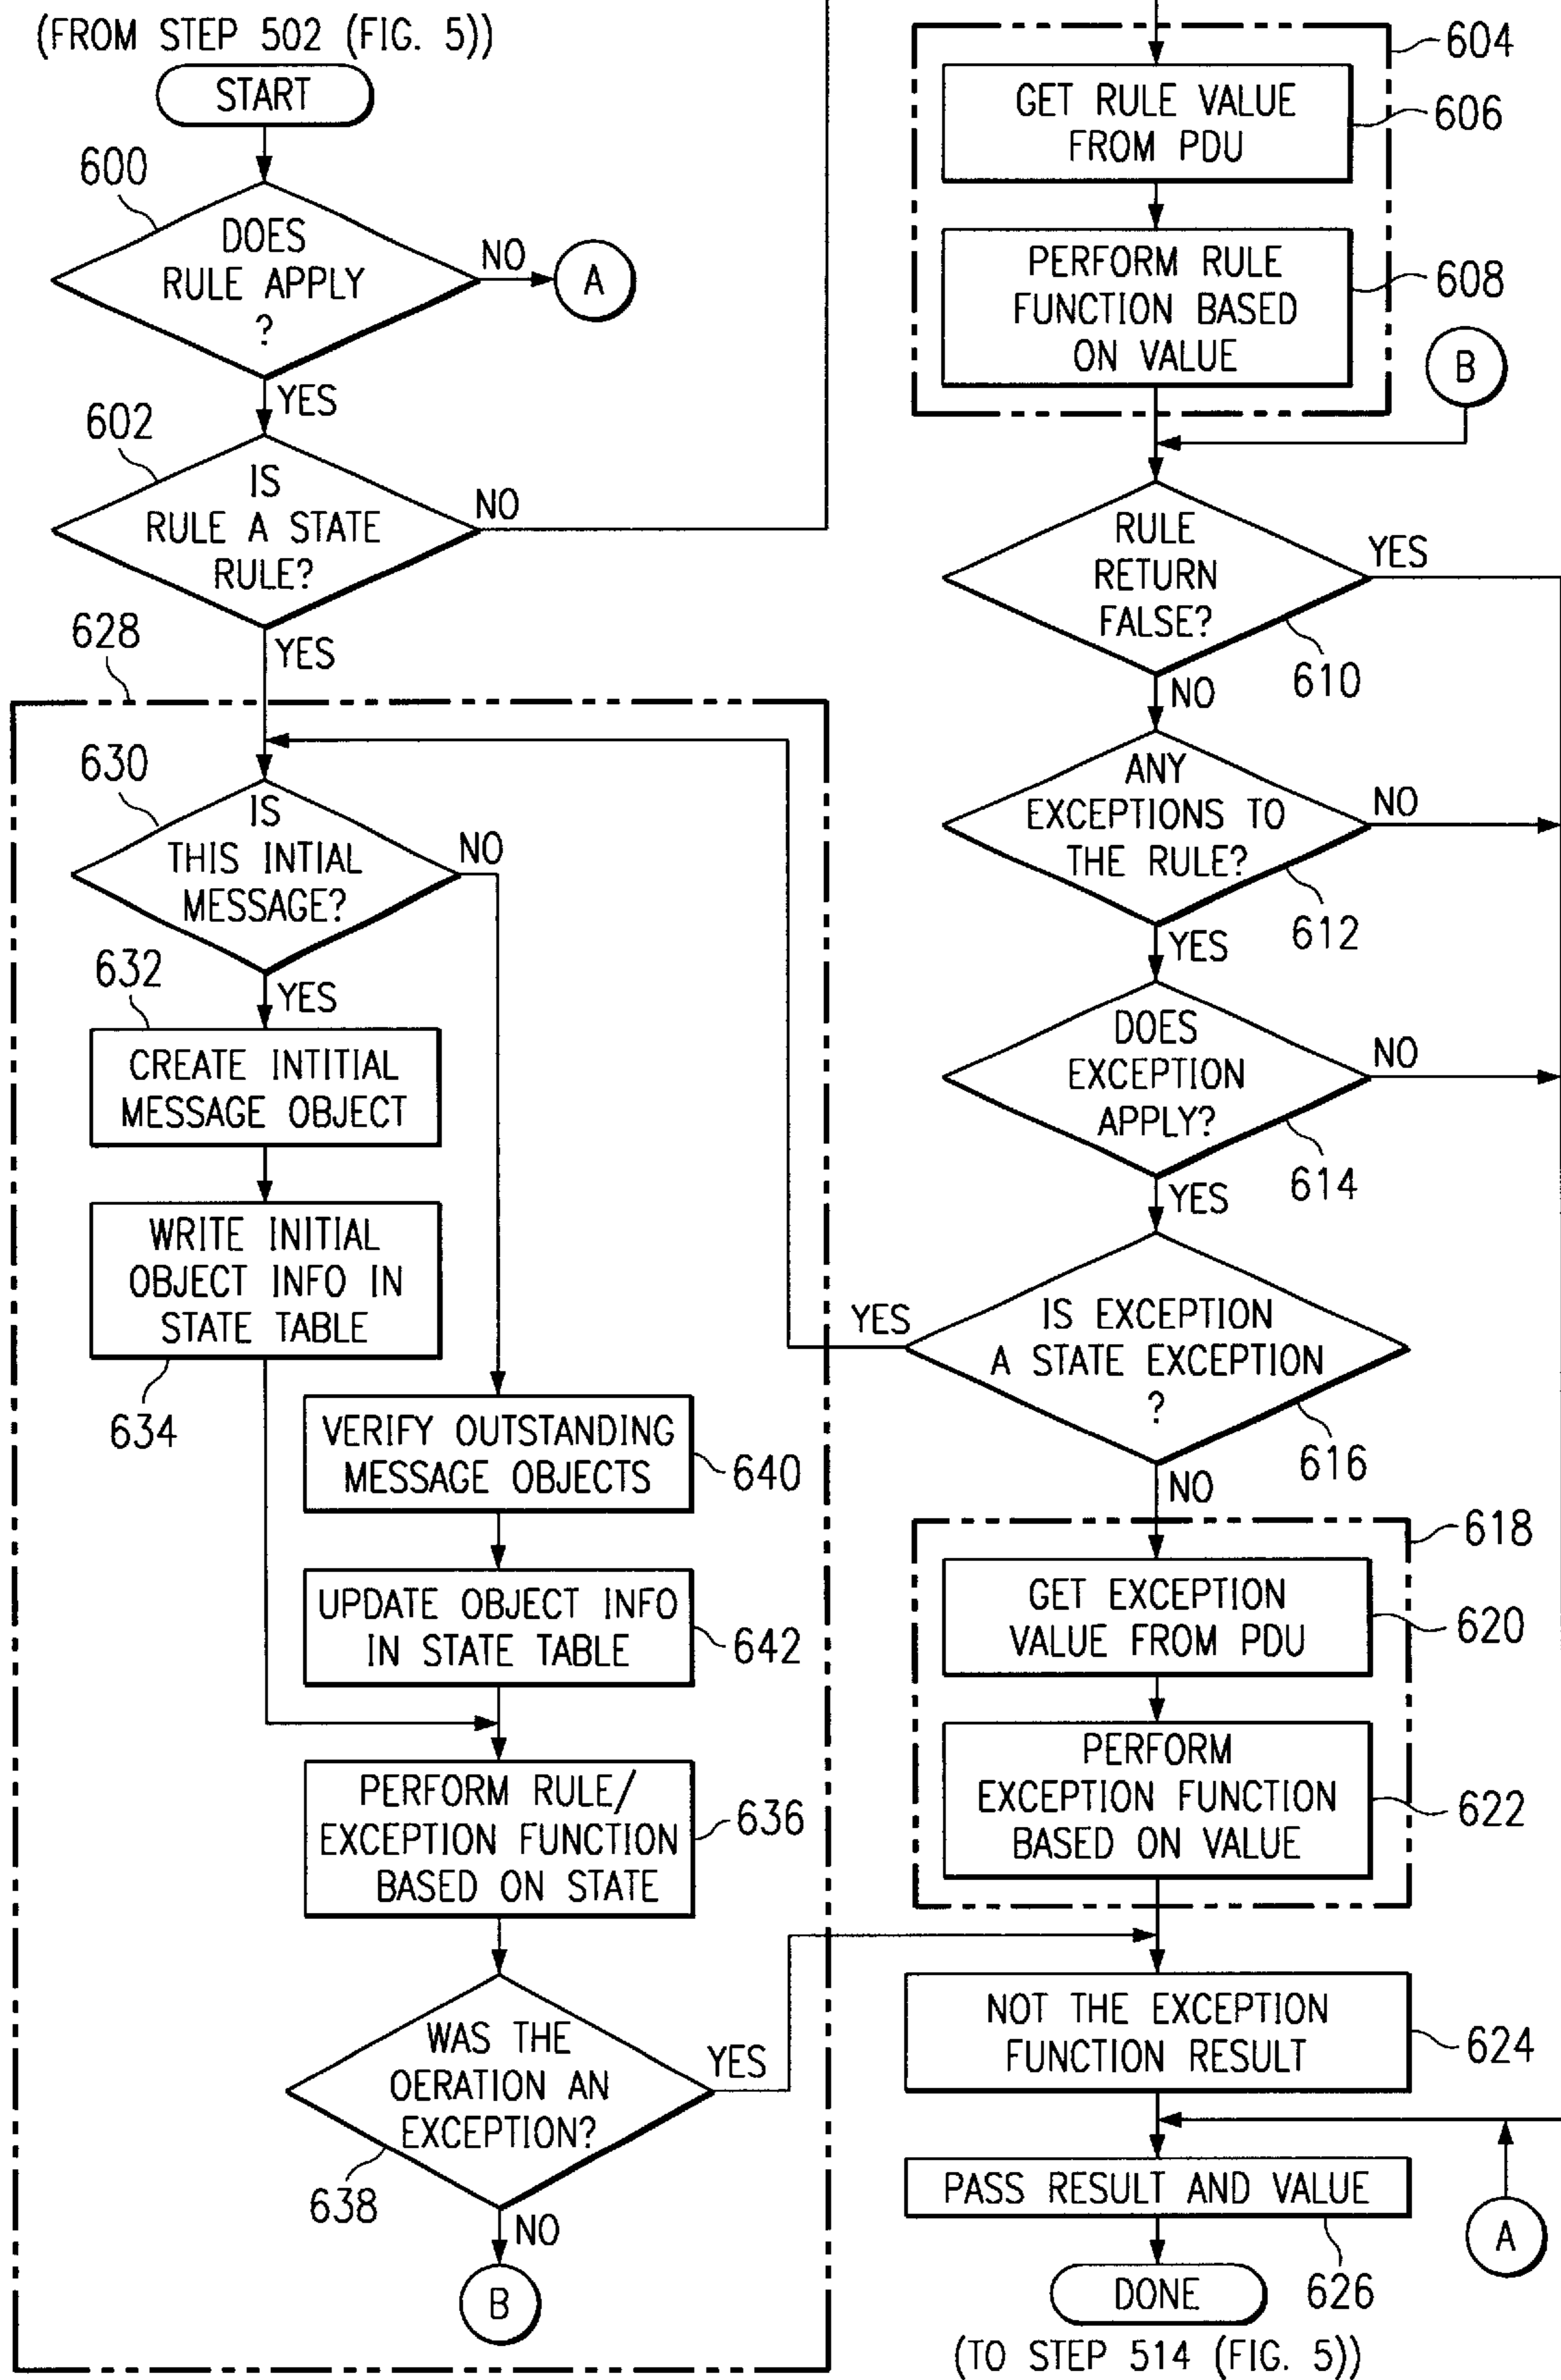 (FROM STEP 502 (FIG. 5))
START
600
DOES
RULE APPLY
?
NO
A
YES
602
IS
RULE A STATE
RULE?
NO
YES
628
630
IS
THIS INTIAL
MESSAGE?
NO
YES
632
CREATE INTITIAL
MESSAGE OBJECT
WRITE INITIAL
OBJECT INFO IN
STATE TABLE
634
VERIFY OUTSTANDING
MESSAGE OBJECTS
640
UPDATE OBJECT INFO
IN STATE TABLE
642
PERFORM RULE/
EXCEPTION FUNCTION
BASED ON STATE
636
WAS THE
OERATION AN
EXCEPTION?
YES
638
NO
B
604
GET RULE VALUE
FROM PDU
606
PERFORM RULE
FUNCTION BASED
ON VALUE
608
B
RULE
RETURN
FALSE?
YES
610
NO
ANY
EXCEPTIONS TO
THE RULE?
NO
612
YES
DOES
EXCEPTION
APPLY?
NO
614
YES
IS EXCEPTION
A STATE EXCEPTION
?
YES
616
NO
618
GET EXCEPTION
VALUE FROM PDU
620
PERFORM
EXCEPTION FUNCTION
BASED ON VALUE
622
NOT THE EXCEPTION
FUNCTION RESULT
624
PASS RESULT AND VALUE
A
626
DONE
(TO STEP 514 (FIG. 5))